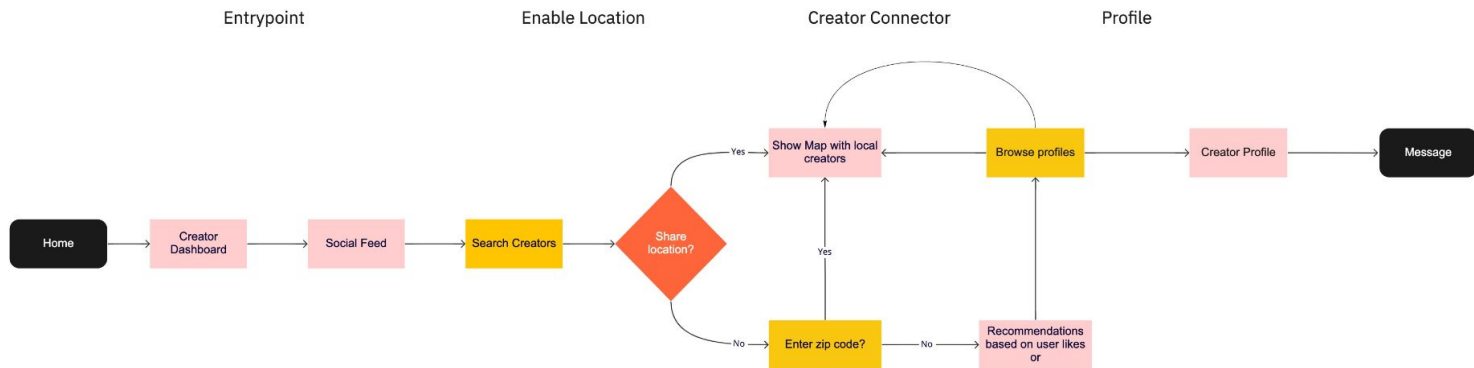 Entrypoint
Enable Location
Creator Connector
Profile
Yes
Show Map with local
creators
Browse profiles
Creator Profile
Message
Home
Creator
Dashboard
Social Feed
Search Creators
Share
location?
Yes
No
Enter zip code?
No
Recommendations
based on user likes
or